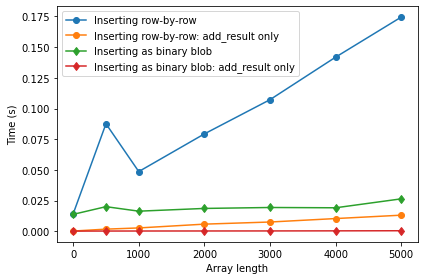 Inserting row-by-row
Inserting row-by-row: add_result only
Inserting as binary blob
Inserting as binary blob: add_result only
Time (s)
0.175
0.150
0.125
0.100
0.075
0.050
0.025
0.000
0 1000 2000 3000 4000 5000
Array length